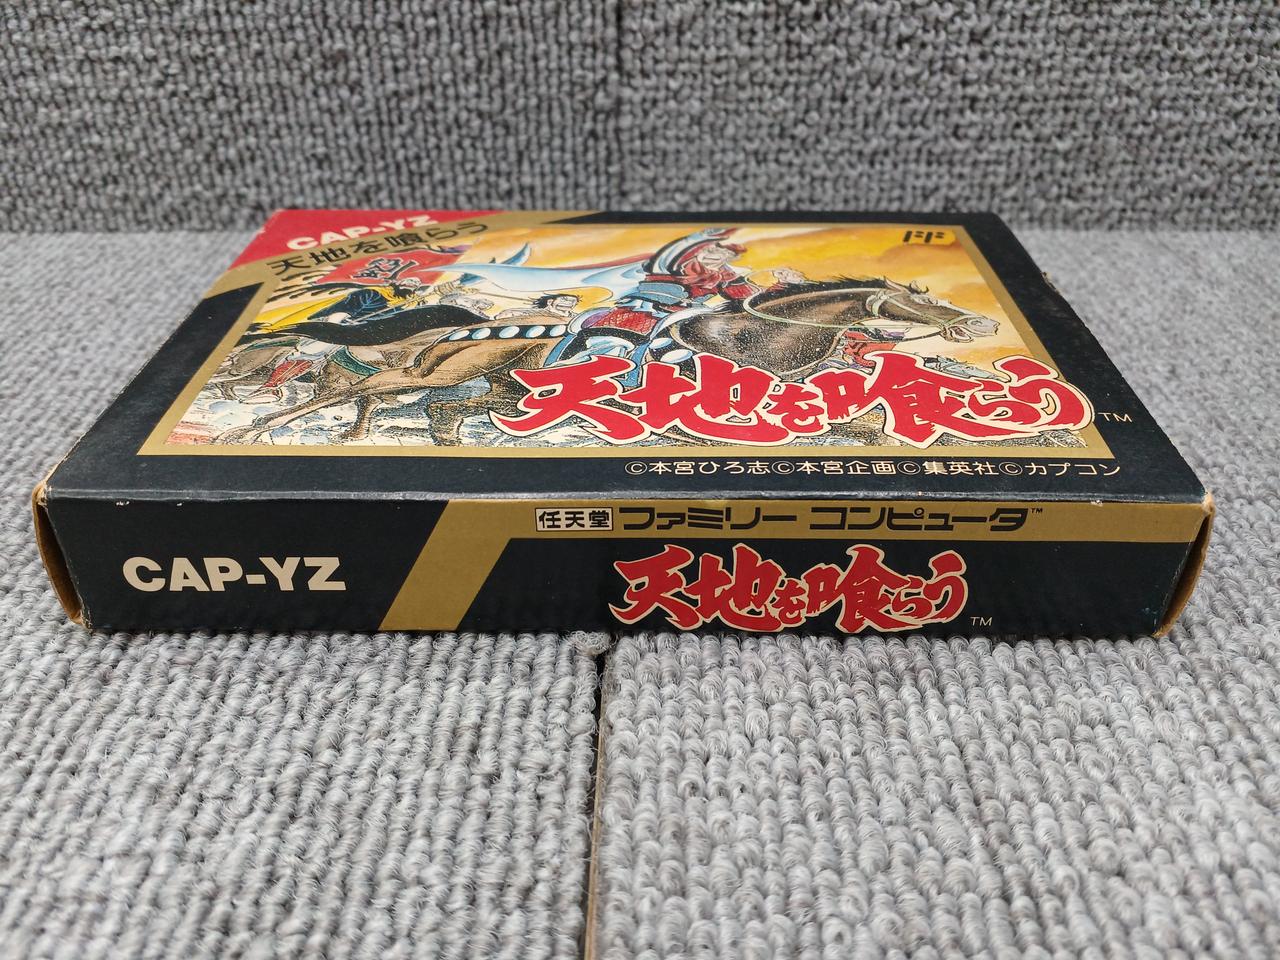 CAP-YZ
天地を喰らう
FF
天地を喰らう TM
©本宮ひろ志©本宮企画©集英社©カプコン
任天堂 ファミリー コンピュータ™
CAP-YZ
天地を喰らう TM